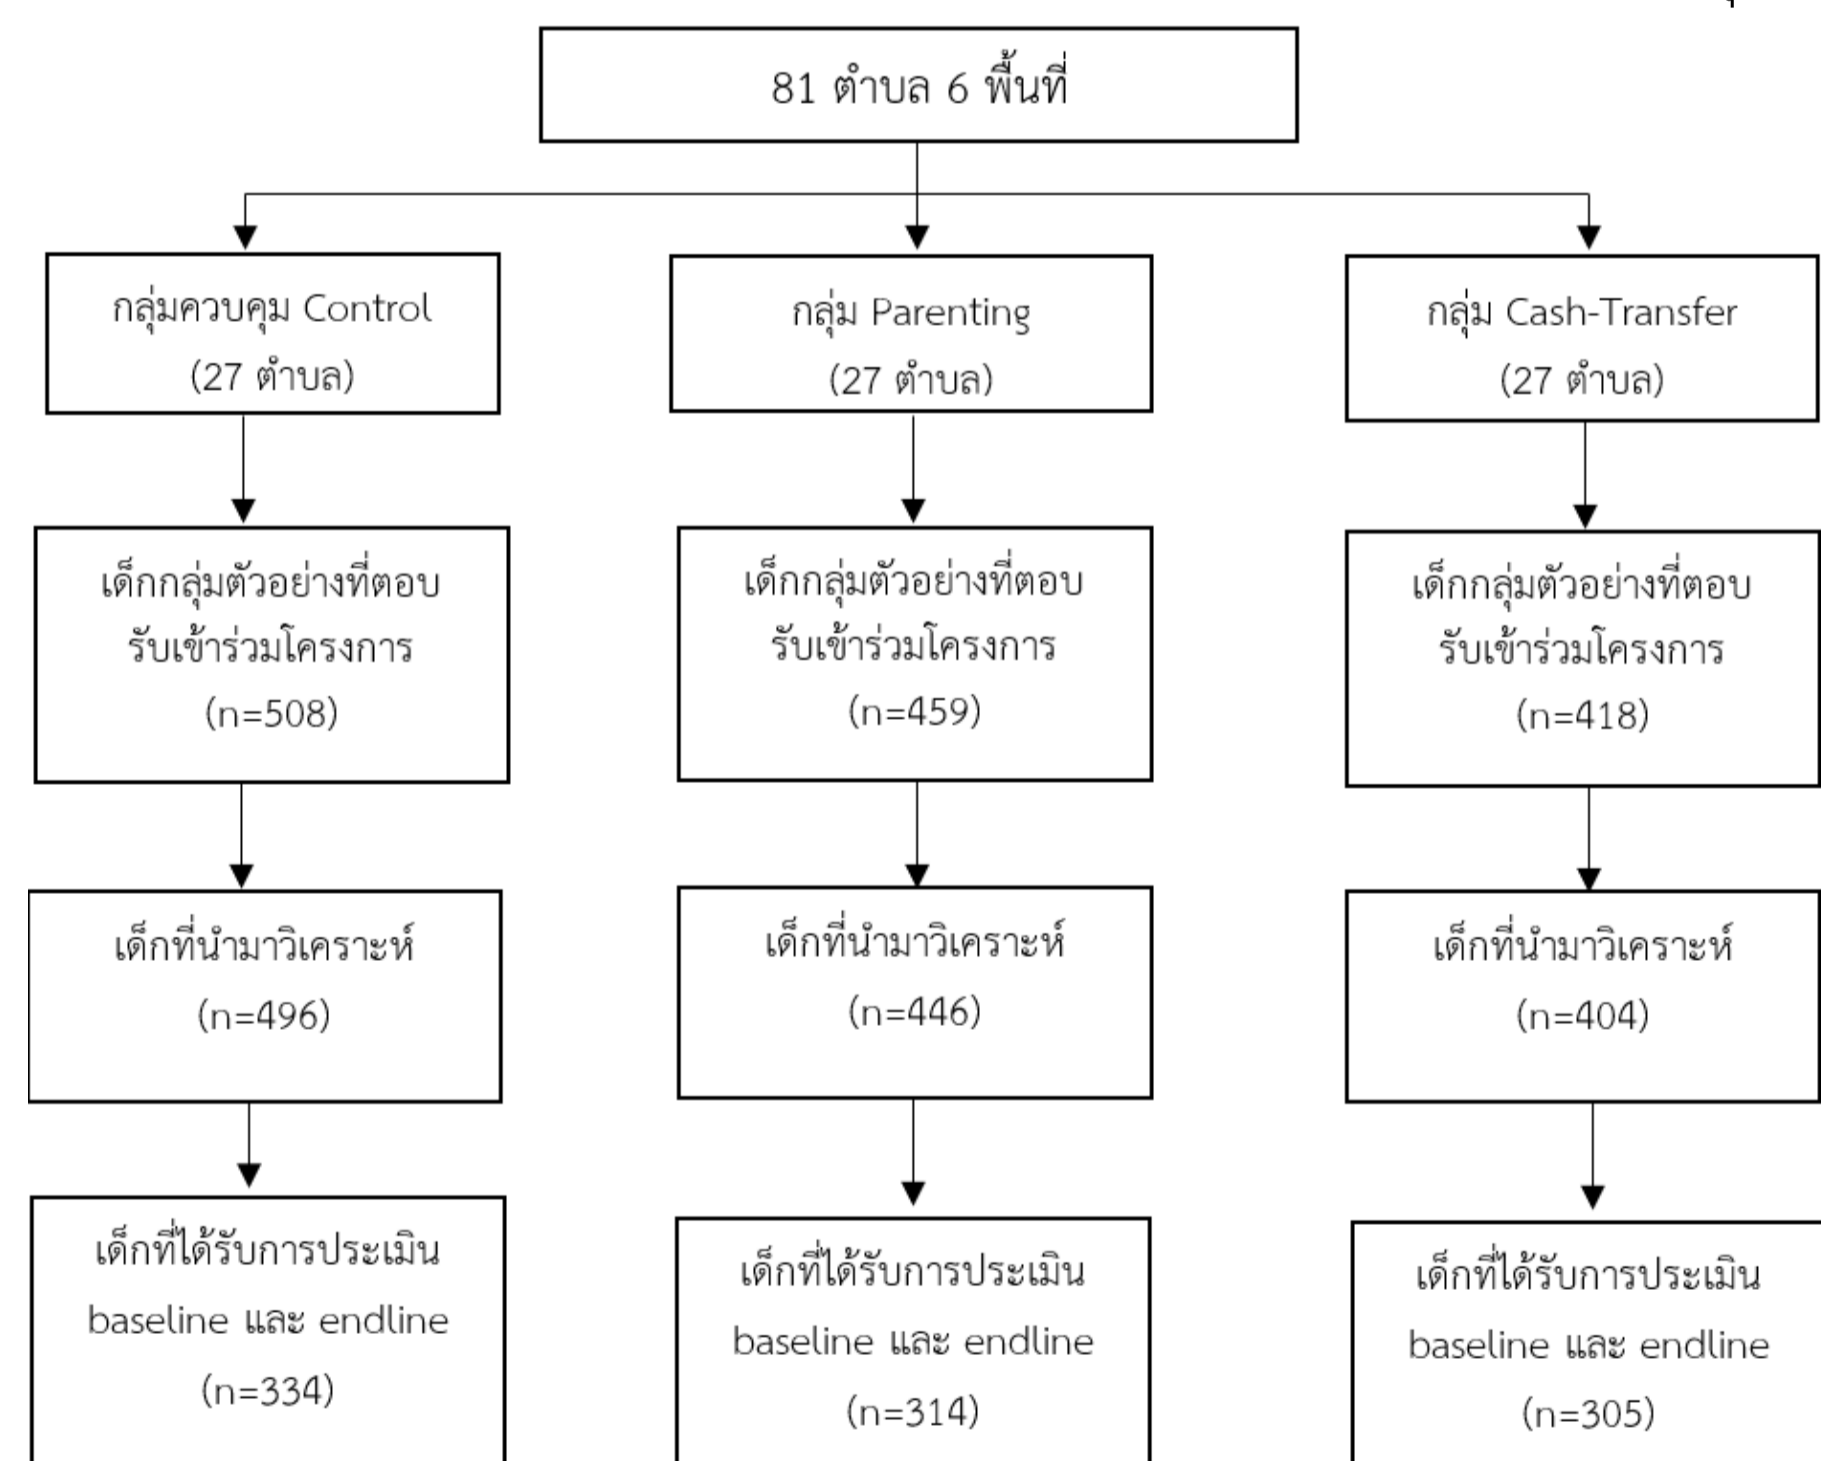 81 ตำบล 6 พื้นที่
กลุ่มควบคุม Control
(27 ตำบล)
กลุ่ม Parenting
(27 ตำบล)
กลุ่ม Cash-Transfer
(27 ตำบล)
เด็กกลุ่มตัวอย่างที่ตอบ
รับเข้าร่วมโครงการ
(n=508)
เด็กกลุ่มตัวอย่างที่ตอบ
รับเข้าร่วมโครงการ
(n=459)
เด็กกลุ่มตัวอย่างที่ตอบ
รับเข้าร่วมโครงการ
(n=418)
เด็กที่นำมาวิเคราะห์
(n=496)
เด็กที่นำมาวิเคราะห์
(n=446)
เด็กที่นำมาวิเคราะห์
(n=404)
เด็กที่ได้รับการประเมิน
baseline และ endline
(n=334)
เด็กที่ได้รับการประเมิน
baseline และ endline
(n=314)
เด็กที่ได้รับการประเมิน
baseline และ endline
(n=305)